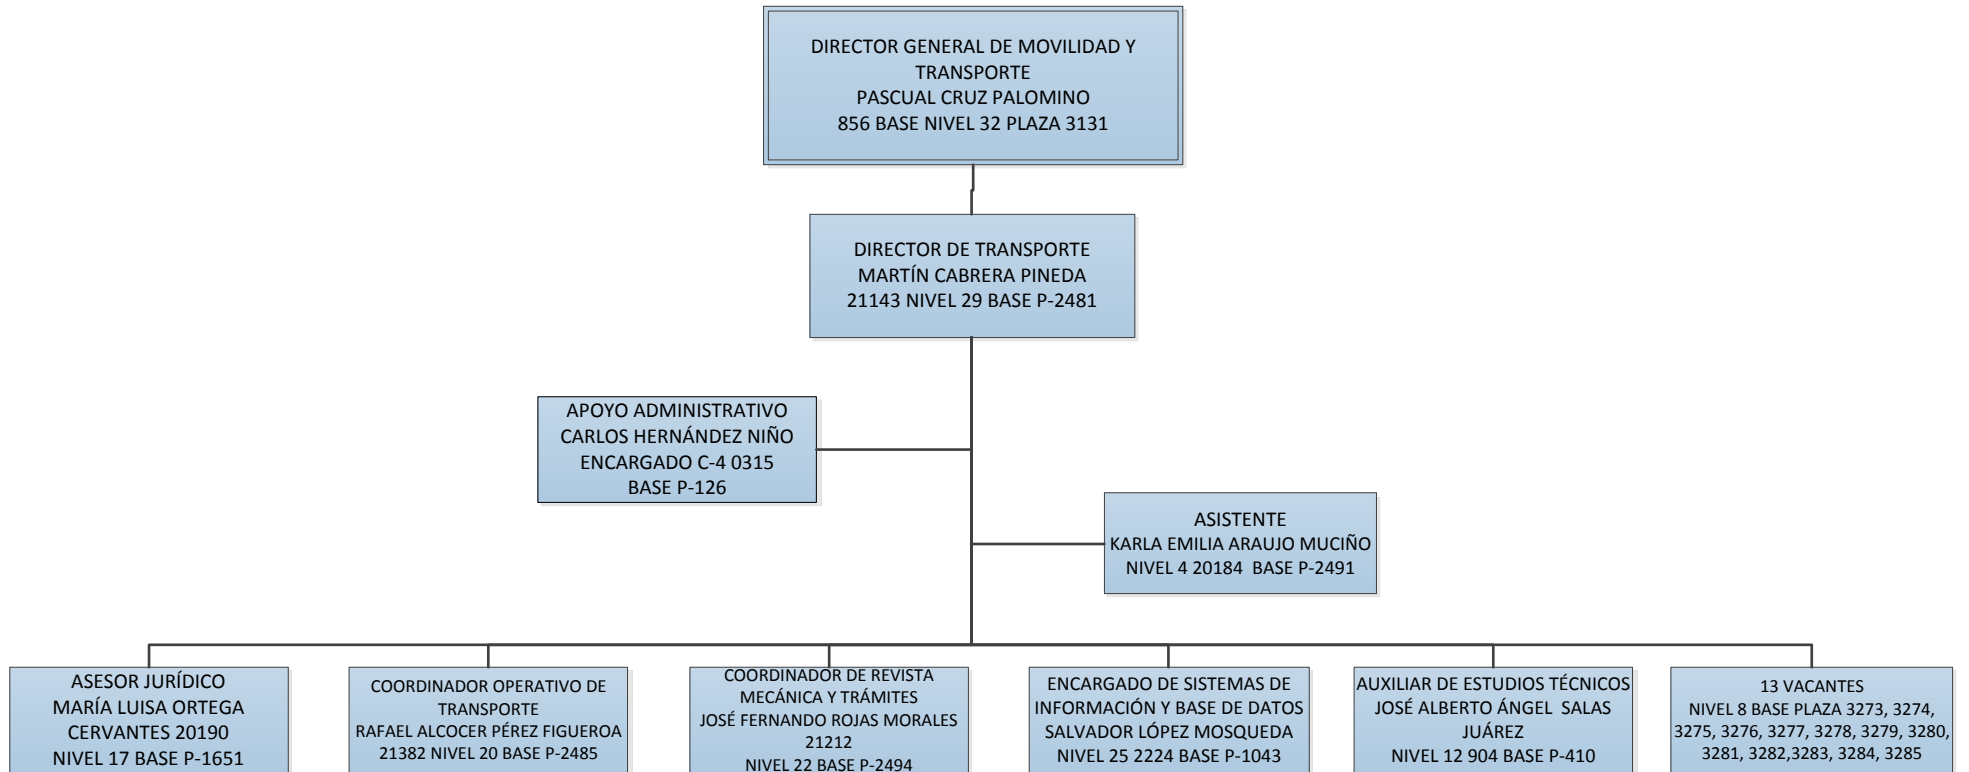 DIRECTOR GENERAL DE MOVILIDAD Y
TRANSPORTE
PASCUAL CRUZ PALOMINO
856 BASE NIVEL 32 PLAZA 3131
DIRECTOR DE TRANSPORTE
MARTÍN CABRERA PINEDA
21143 NIVEL 29 BASE P-2481
APOYO ADMINISTRATIVO
CARLOS HERNÁNDEZ NIÑO
ENCARGADO C-4 0315
BASE P-126
ASISTENTE
KARLA EMILIA ARAUJO MUCIÑO
NIVEL 4 20184  BASE P-2491
ASESOR JURÍDICO
MARÍA LUISA ORTEGA
CERVANTES 20190
NIVEL 17 BASE P-1651
COORDINADOR OPERATIVO DE
TRANSPORTE
RAFAEL ALCOCER PÉREZ FIGUEROA
21382 NIVEL 20 BASE P-2485
COORDINADOR DE REVISTA
MECÁNICA Y TRÁMITES
JOSÉ FERNANDO ROJAS MORALES
21212
NIVEL 22 BASE P-2494
ENCARGADO DE SISTEMAS DE
INFORMACIÓN Y BASE DE DATOS
SALVADOR LÓPEZ MOSQUEDA
NIVEL 25 2224 BASE P-1043
AUXILIAR DE ESTUDIOS TÉCNICOS
JOSÉ ALBERTO ÁNGEL  SALAS
JUÁREZ
NIVEL 12 904 BASE P-410
13 VACANTES
NIVEL 8 BASE PLAZA 3273, 3274,
3275, 3276, 3277, 3278, 3279, 3280,
3281, 3282,3283, 3284, 3285